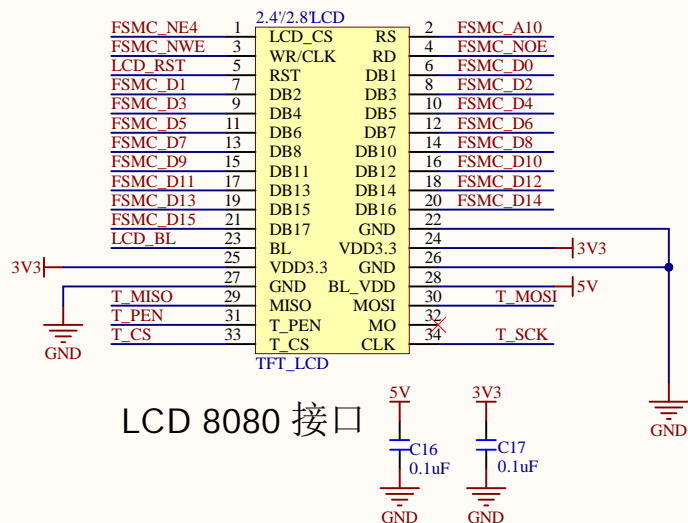 2.4'/2.8'LCD
FSMC_NE4 1 LCD_CS RS 2 FSMC_A10
FSMC_NWE 3 WR/CLK RD 4 FSMC_NOE
LCD_RST 5 RST DB1 6 FSMC_D0
FSMC_D1 7 DB2 DB3 8 FSMC_D2
FSMC_D3 9 DB4 DB5 10 FSMC_D4
FSMC_D5 11 DB6 DB7 12 FSMC_D6
FSMC_D7 13 DB8 DB10 14 FSMC_D8
FSMC_D9 15 DB11 DB12 16 FSMC_D10
FSMC_D11 17 DB13 DB14 18 FSMC_D12
FSMC_D13 19 DB15 DB16 20 FSMC_D14
FSMC_D15 21 DB17 GND 22
LCD_BL 23 BL VDD3.3 24 3V3
3V3 25 VDD3.3 GND 26
27 GND BL_VDD 28 5V
T_MISO 29 MISO MOSI 30 T_MOSI
T_PEN 31 T_PEN MO 32
T_CS 33 T_CS CLK 34 T_SCK
GND
TFT_LCD
LCD 8080 接口
5V 3V3
GND
C16 C17
0.1uF 0.1uF
GND GND